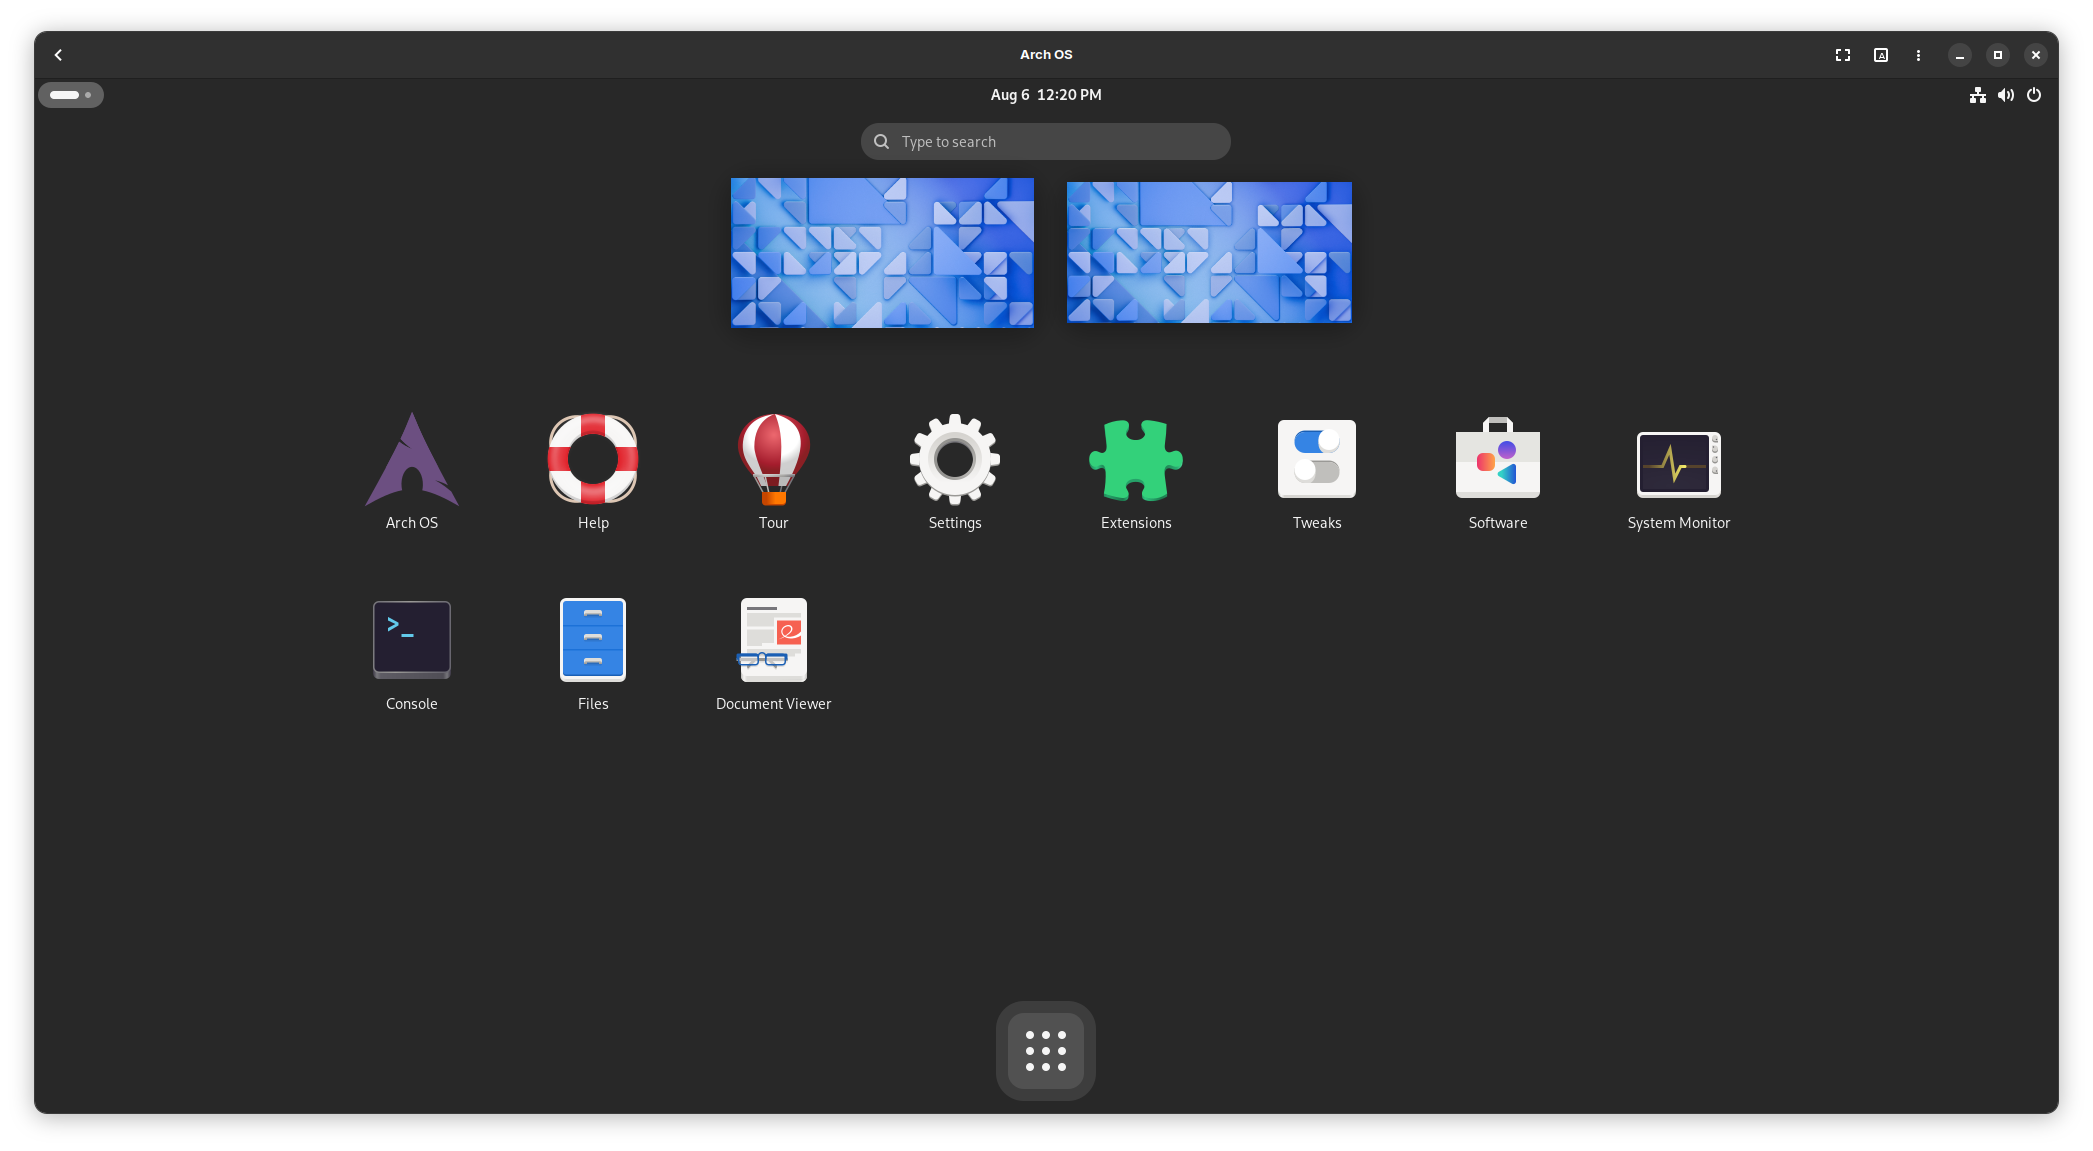 Arch OS
Aug 6 12:20 PM
Type to search
Arch OS
Help
Tour
Settings
Extensions
Tweaks
Software
System Monitor
>_
Console
Files
Document Viewer